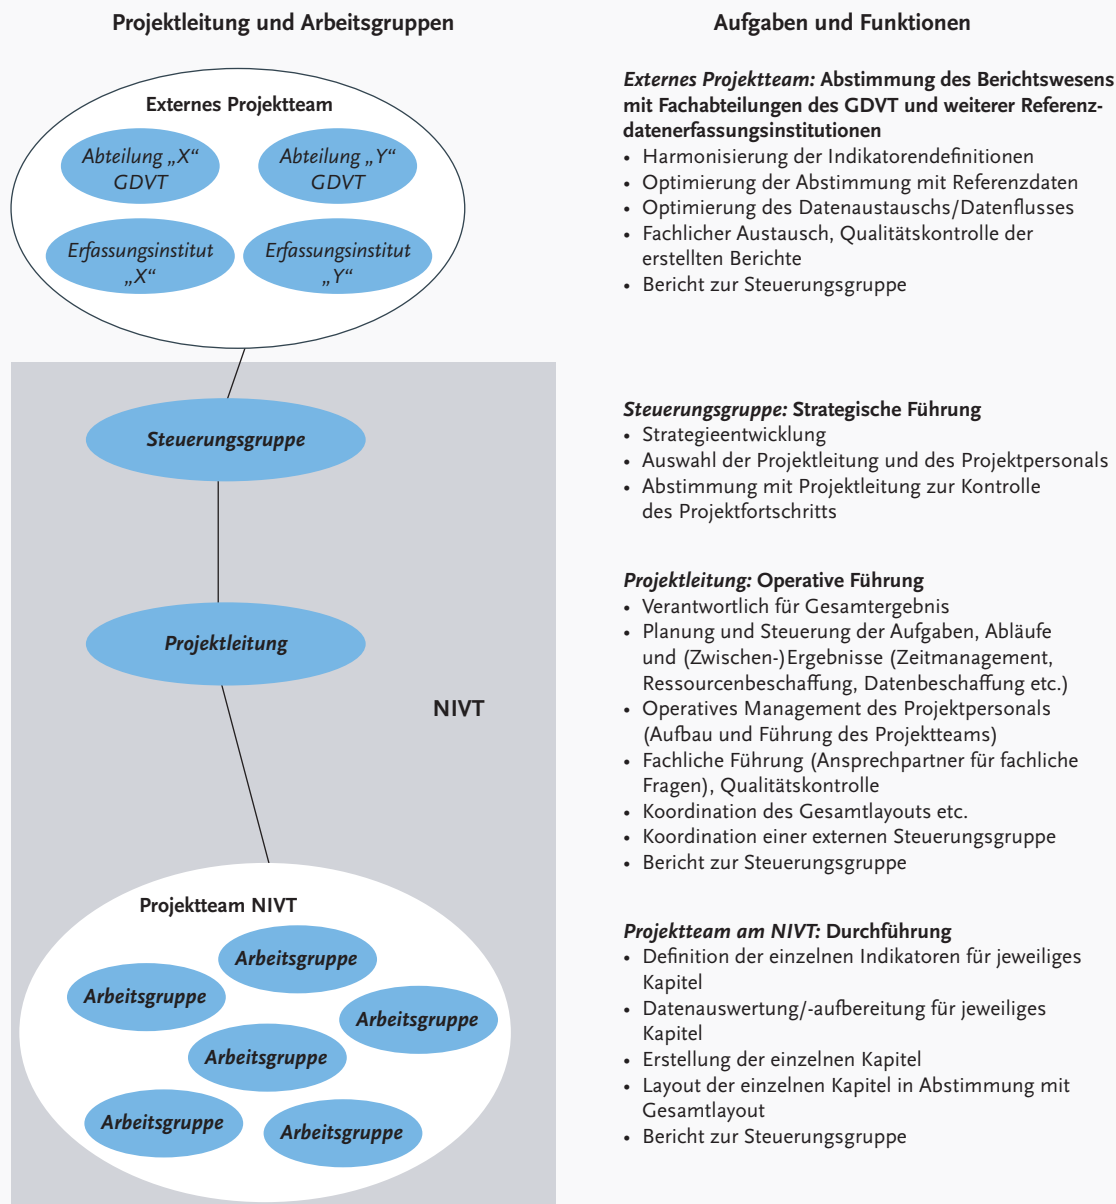 Projektleitung und Arbeitsgruppen
Externes Projektteam
Abteilung „X“
GDVT
Abteilung „Y“
GDVT
Erfassungsinstitut
„X“
Erfassungsinstitut
„Y“
Steuerungsgruppe
Projektleitung
NIVT
Projektteam NIVT
Arbeitsgruppe
Arbeitsgruppe
Arbeitsgruppe
Arbeitsgruppe
Arbeitsgruppe
Arbeitsgruppe
Aufgaben und Funktionen
Externes Projektteam: Abstimmung des Berichtswesens
mit Fachabteilungen des GDVT und weiterer Referenz-
datenerfassungsinstitutionen
• Harmonisierung der Indikatorendefinitionen
• Optimierung der Abstimmung mit Referenzdaten
• Optimierung des Datenaustauschs/Datenflusses
• Fachlicher Austausch, Qualitätskontrolle der
erstellten Berichte
• Bericht zur Steuerungsgruppe
Steuerungsgruppe: Strategische Führung
• Strategieentwicklung
• Auswahl der Projektleitung und des Projektpersonals
• Abstimmung mit Projektleitung zur Kontrolle
des Projektfortschritts
Projektleitung: Operative Führung
• Verantwortlich für Gesamtergebnis
• Planung und Steuerung der Aufgaben, Abläufe
und (Zwischen-)Ergebnisse (Zeitmanagement,
Ressourcenbeschaffung, Datenbeschaffung etc.)
• Operatives Management des Projektpersonals
(Aufbau und Führung des Projektteams)
• Fachliche Führung (Ansprechpartner für fachliche
Fragen), Qualitätskontrolle
• Koordination des Gesamtlayouts etc.
• Koordination einer externen Steuerungsgruppe
• Bericht zur Steuerungsgruppe
Projektteam am NIVT: Durchführung
• Definition der einzelnen Indikatoren für jeweiliges
Kapitel
• Datenauswertung/-aufbereitung für jeweiliges
Kapitel
• Erstellung der einzelnen Kapitel
• Layout der einzelnen Kapitel in Abstimmung mit
Gesamtlayout
• Bericht zur Steuerungsgruppe